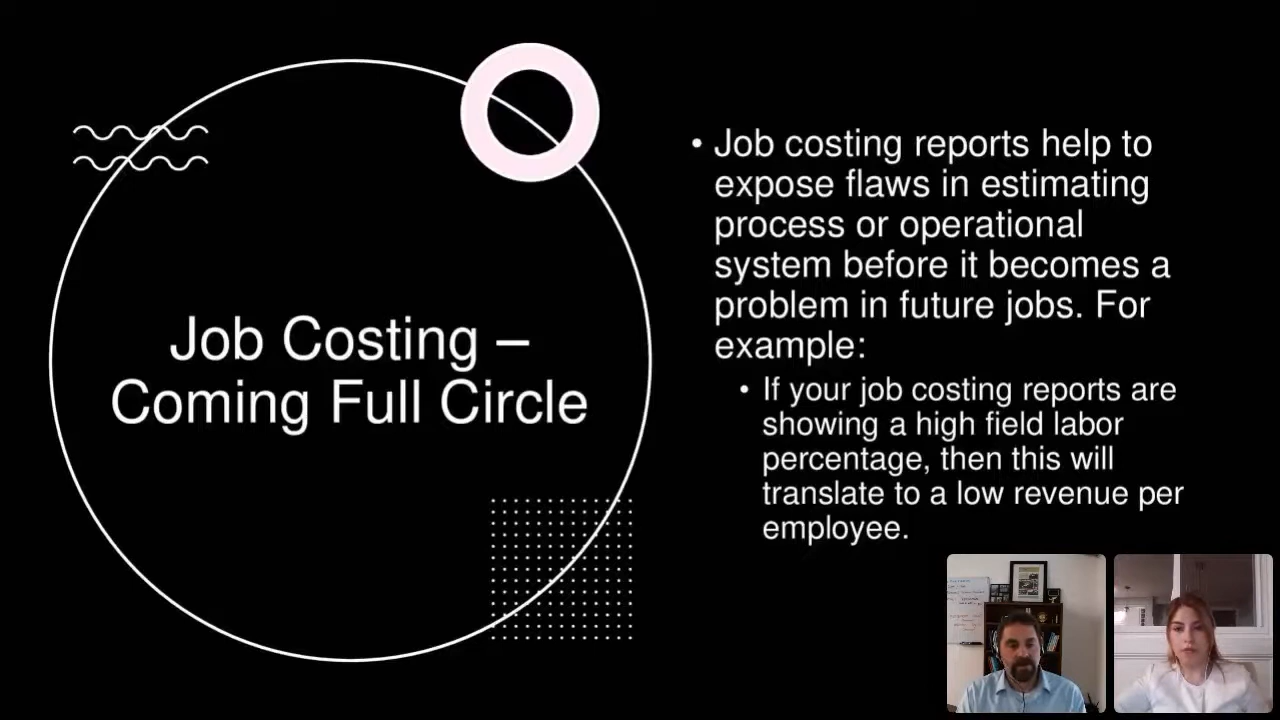 Job Costing –
Coming Full Circle
• Job costing reports help to
expose flaws in estimating
process or operational
system before it becomes a
problem in future jobs. For
example:
• If your job costing reports are
showing a high field labor
percentage, then this will
translate to a low revenue per
employee.